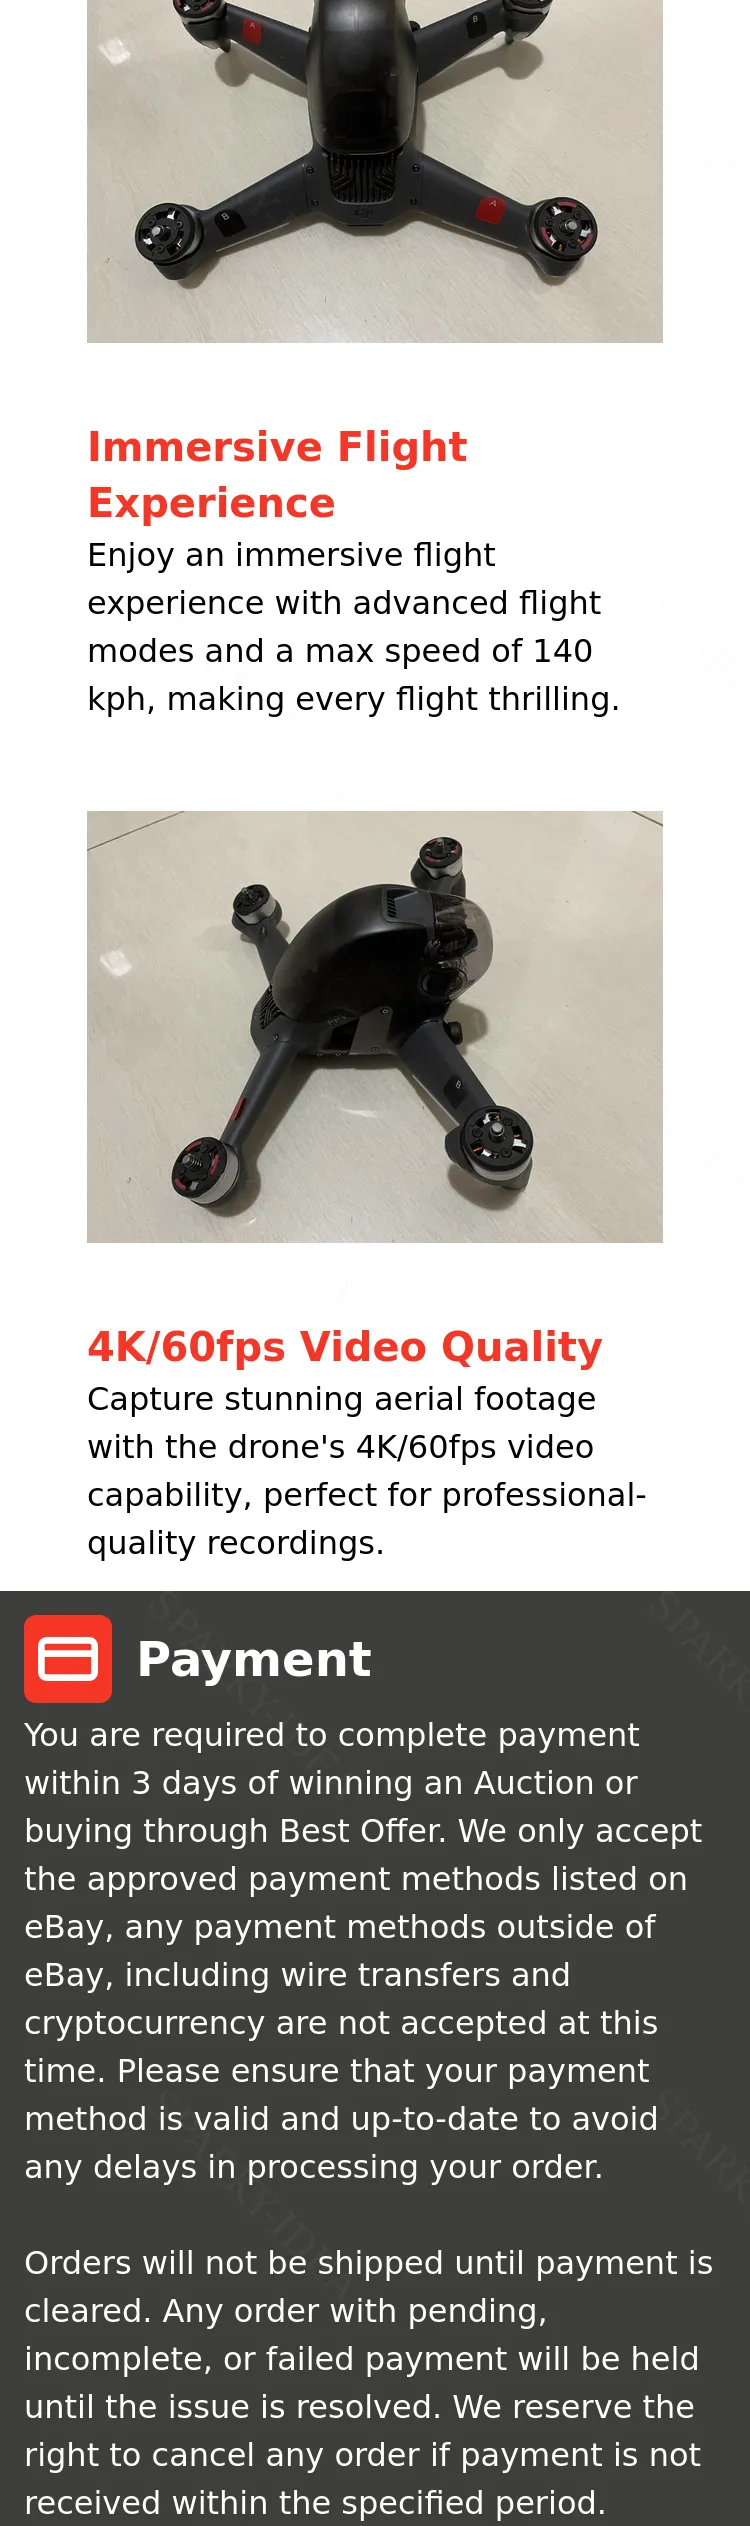 A
B
B
A
Immersive Flight
Experience
Enjoy an immersive flight
experience with advanced flight
modes and a max speed of 140
kph, making every flight thrilling.
FPV
B
4K/60fps Video Quality
Capture stunning aerial footage
with the drone's 4K/60fps video
capability, perfect for professional-
quality recordings.
Payment
You are required to complete payment
within 3 days of winning an Auction or
buying through Best Offer. We only accept
the approved payment methods listed on
eBay, any payment methods outside of
eBay, including wire transfers and
cryptocurrency are not accepted at this
time. Please ensure that your payment
method is valid and up-to-date to avoid
any delays in processing your order.
Orders will not be shipped until payment is
cleared. Any order with pending,
incomplete, or failed payment will be held
until the issue is resolved. We reserve the
right to cancel any order if payment is not
received within the specified period.